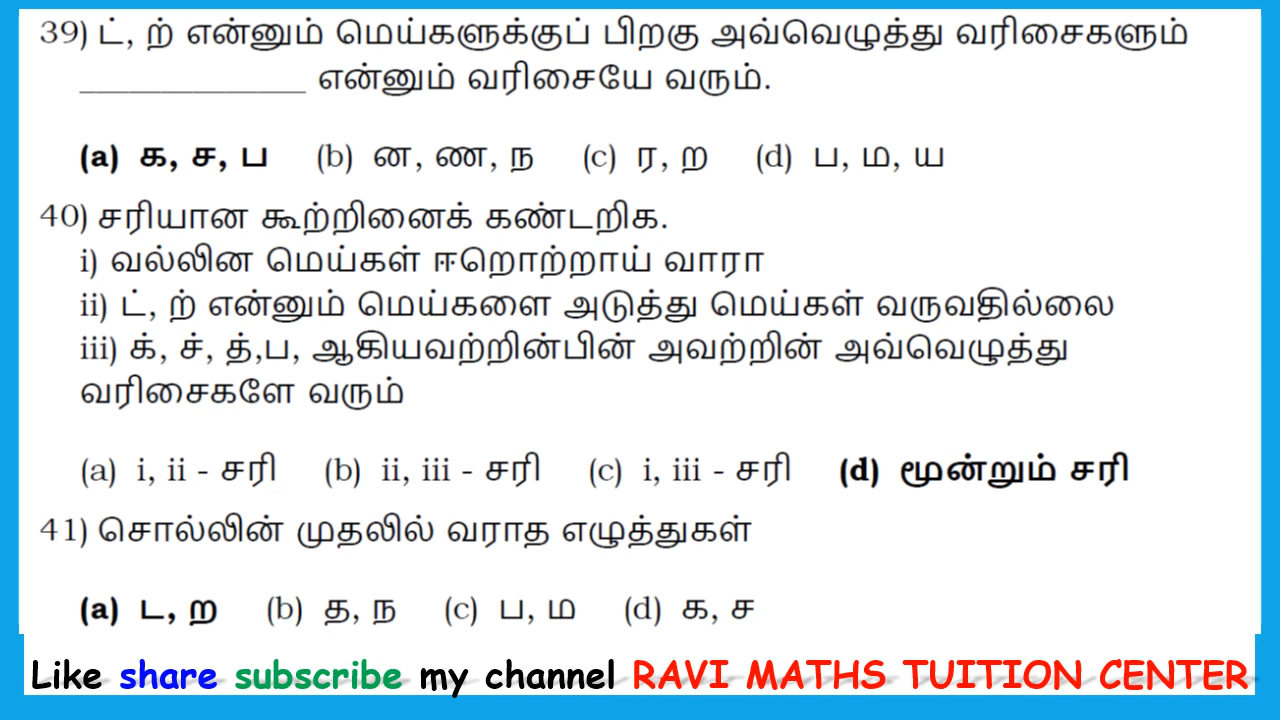 39) ட், ற் என்னும் மெய்களுக்குப் பிறகு அவ்வெழுத்து வரிசைகளும்
______________ என்னும் வரிசையே வரும்.
(a) க, ச, ப (b) ன, ண, ந (c) ர, ற (d) ப, ம, ய
40) சரியான கூற்றினைக் கண்டறிக.
i) வல்லின மெய்கள் ஈறொற்றாய் வாரா
ii) ட், ற் என்னும் மெய்களை அடுத்து மெய்கள் வருவதில்லை
iii) க், ச், த்,ப, ஆகியவற்றின்பின் அவற்றின் அவ்வெழுத்து
வரிசைகளே வரும்
(a) i, ii - சரி (b) ii, iii - சரி (c) i, iii - சரி (d) மூன்றும் சரி
41) சொல்லின் முதலில் வராத எழுத்துகள்
(a) ட, ற (b) த, ந (c) ப, ம (d) க, ச
Like share subscribe my channel RAVI MATHS TUITION CENTER